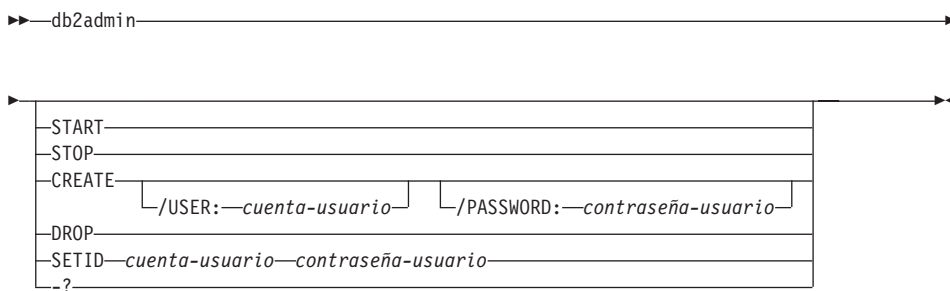 db2admin
START
STOP
CREATE
/USER: cuenta-usuario /PASSWORD: contraseña-usuario
DROP
SETID cuenta-usuario contraseña-usuario
-?